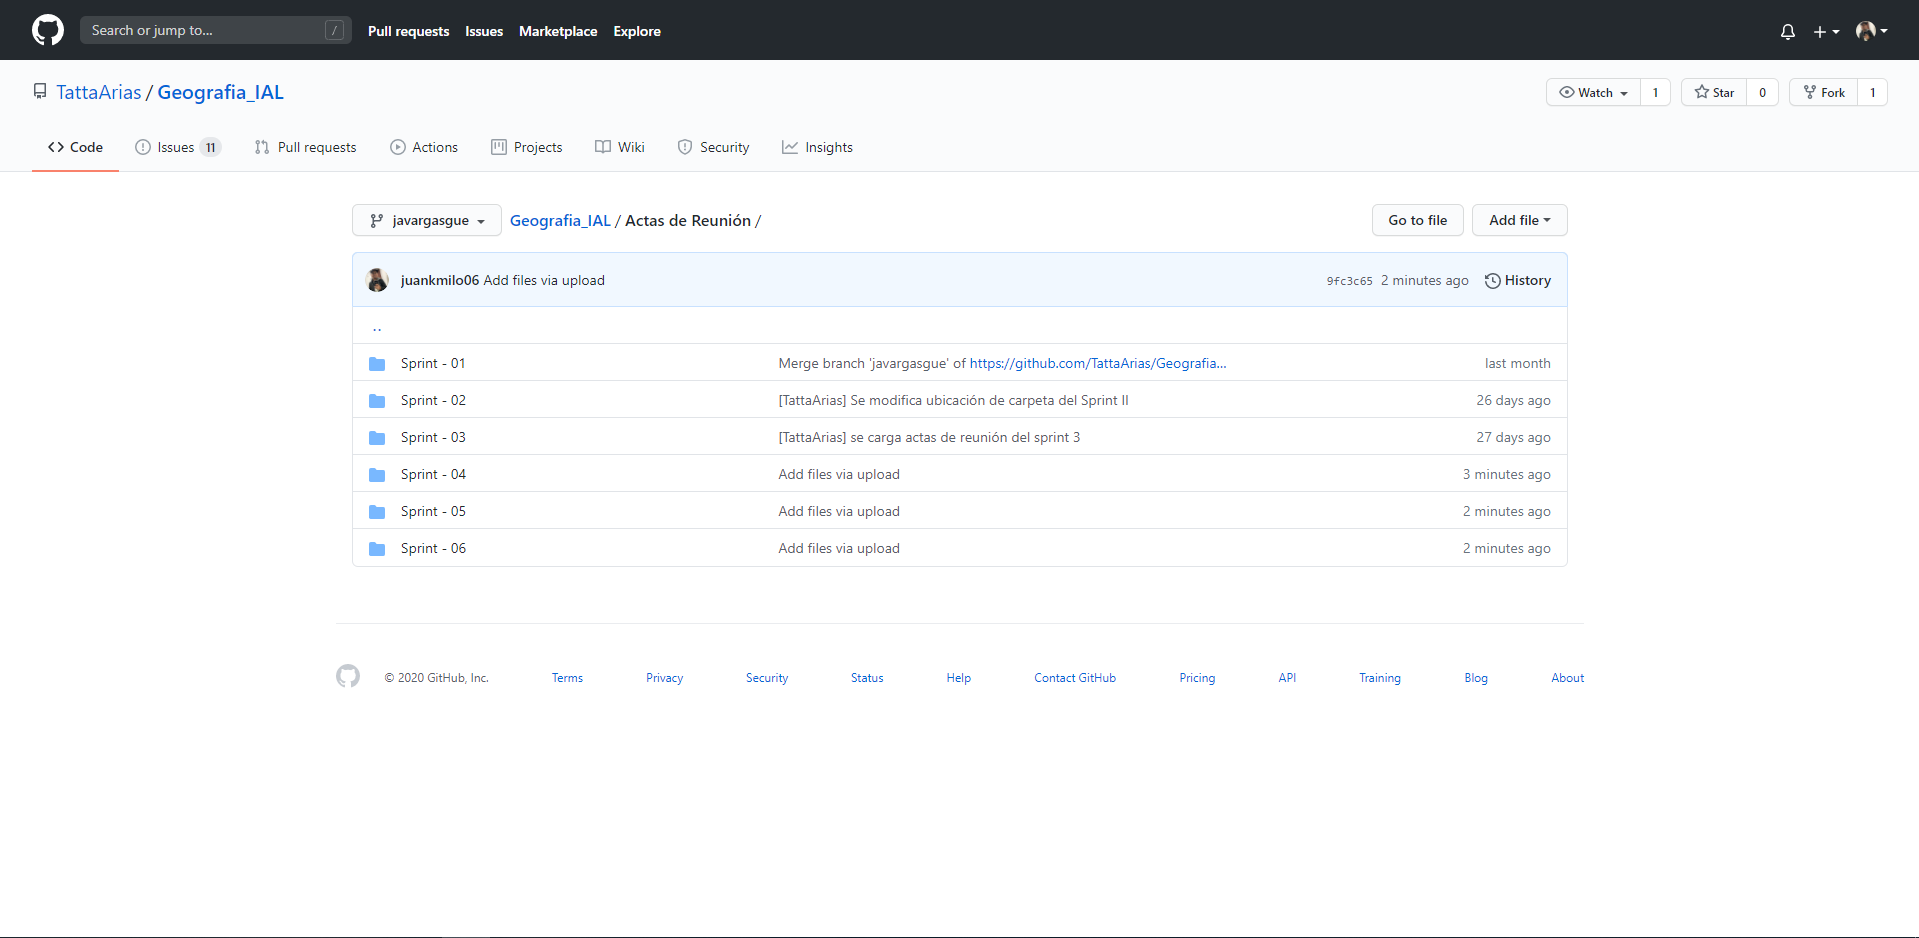 Search or jump to... / Pull requests Issues Marketplace Explore
TattaArias / Geografia_IAL Watch 1 Star 0 Fork 1
Code Issues 11 Pull requests Actions Projects Wiki Security Insights
javargasgue Geografia_IAL / Actas de Reunión / Go to file Add file
juankmilo06 Add files via upload 9fc3c65 2 minutes ago History
..
Sprint - 01 Merge branch 'javargasgue' of https://github.com/TattaArias/Geografia... last month
Sprint - 02 [TattaArias] Se modifica ubicación de carpeta del Sprint II 26 days ago
Sprint - 03 [TattaArias] se carga actas de reunión del sprint 3 27 days ago
Sprint - 04 Add files via upload 3 minutes ago
Sprint - 05 Add files via upload 2 minutes ago
Sprint - 06 Add files via upload 2 minutes ago
© 2020 GitHub, Inc. Terms Privacy Security Status Help Contact GitHub Pricing API Training Blog About